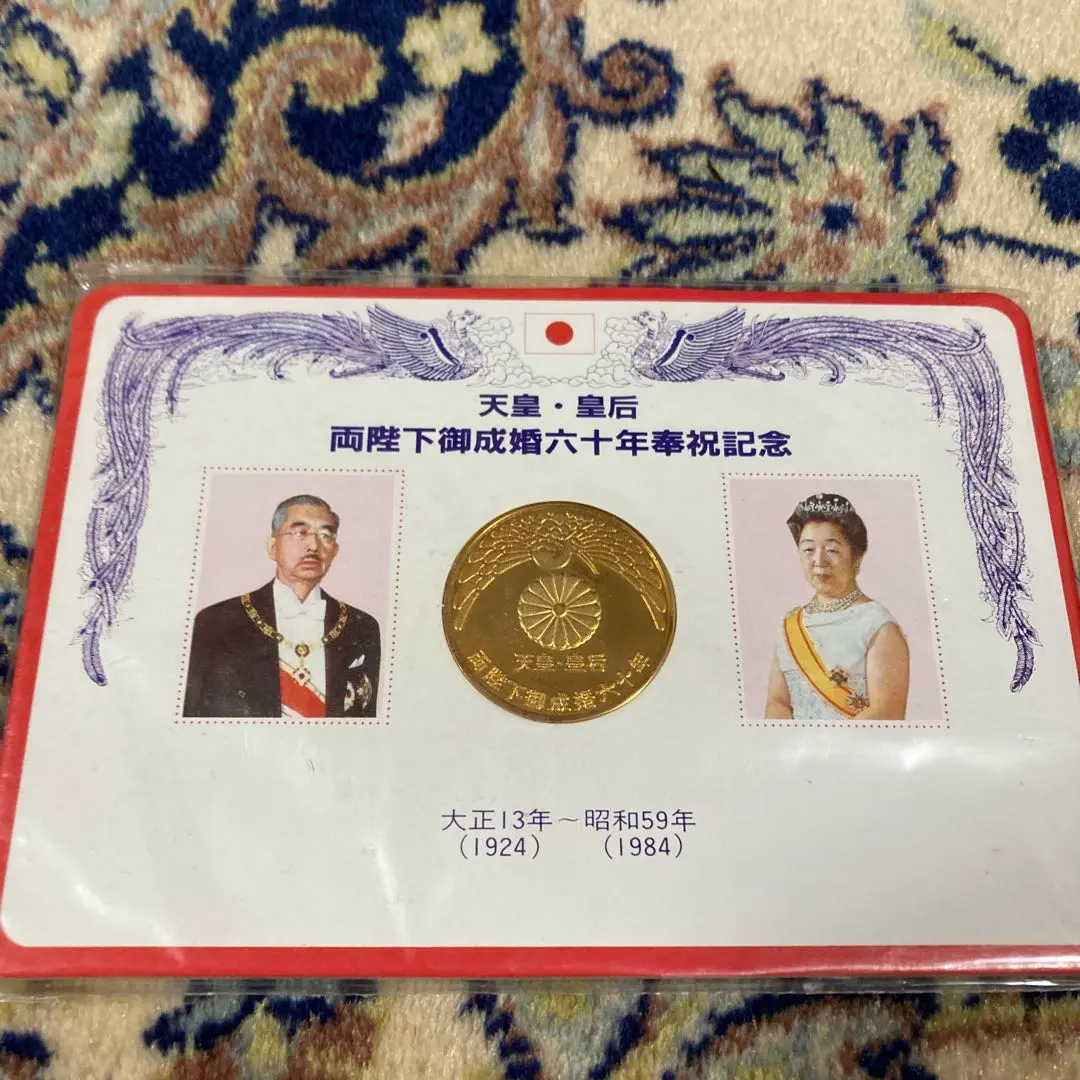 天皇・皇后
両陛下御成婚六十年奉祝記念
天皇・皇后
両陛下御成婚六十年
大正13年～昭和59年
(1924) (1984)